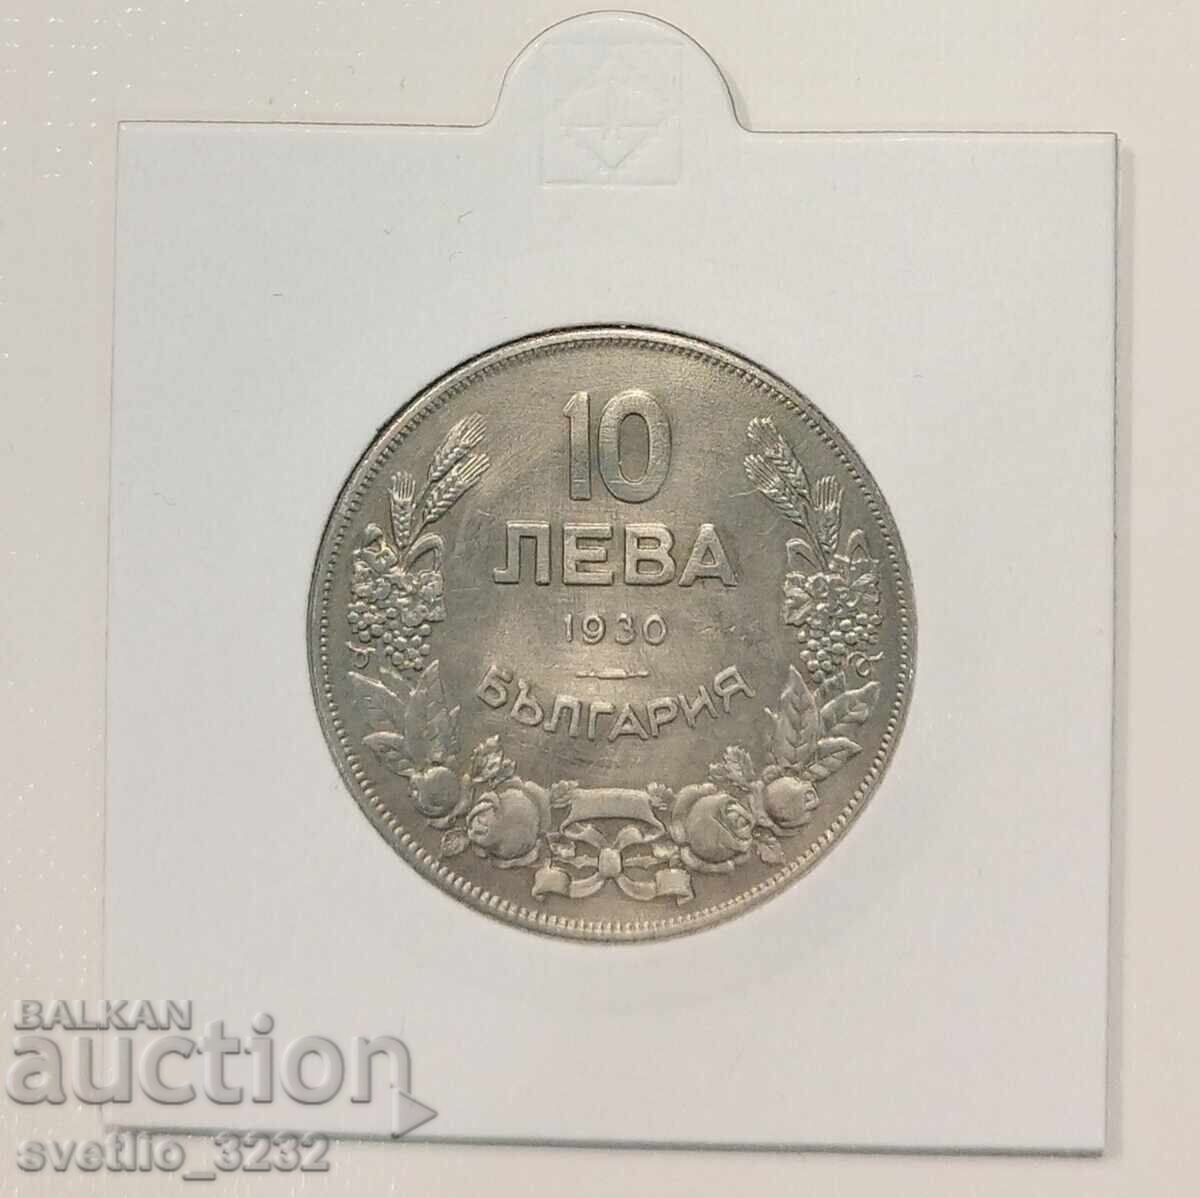 10
ЛЕВА
1930
БЪЛГАРИЯ
BALKAN
auction
svetlio_3232